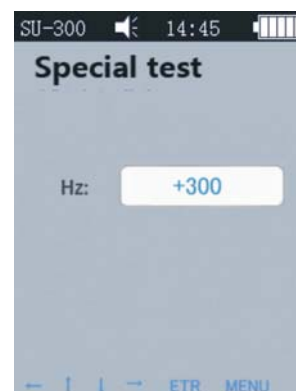 SU-300 14:45
Special test
Hz: +300
← ↑ ↓ → ETR MENU